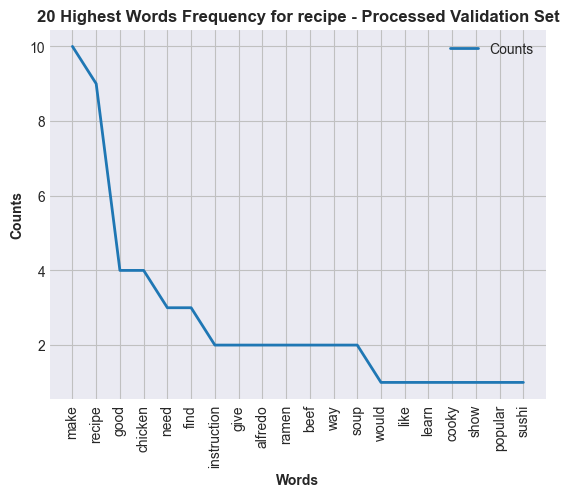 20 Highest Words Frequency for recipe - Processed Validation Set
Counts
10
8
6
4
2
Counts
make
recipe
good
chicken
need
find
instruction
give
alfredo
ramen
beef
way
soup
would
like
learn
cooky
show
popular
sushi
Words